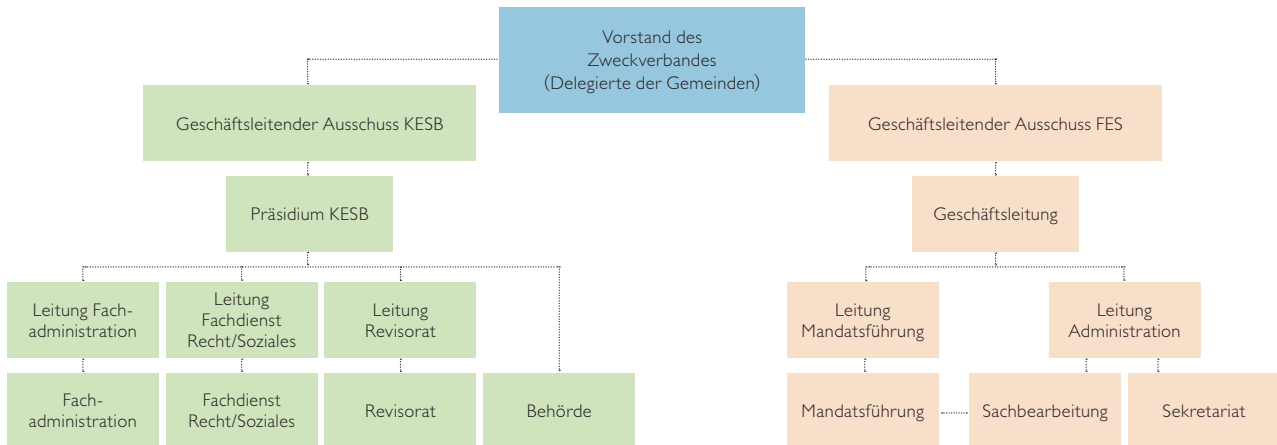 Vorstand des
Zweckverbandes
(Delegierte der Gemeinden)
Geschäftsleitender Ausschuss KESB
Geschäftsleitender Ausschuss FES
Präsidium KESB
Geschäftsleitung
Leitung Fach-
administration
Leitung
Fachdienst
Recht/Soziales
Leitung
Revisorat
Leitung
Mandatsführung
Leitung
Administration
Fach-
administration
Fachdienst
Recht/Soziales
Revisorat
Behörde
Mandatsführung
Sachbearbeitung
Sekretariat